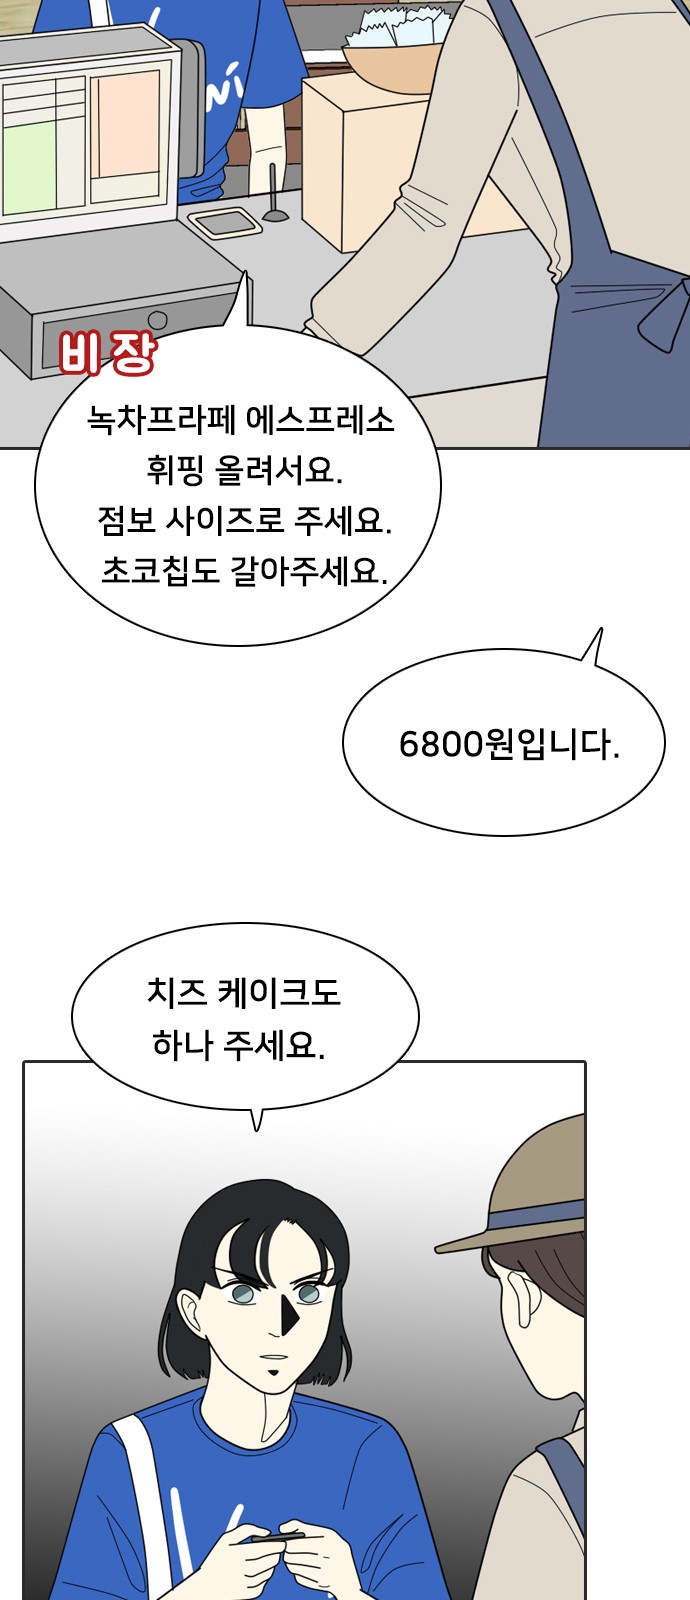 비장
녹차프라페 에스프레소
휘핑 올려서요.
점보 사이즈로 주세요.
초코칩도 갈아주세요.
6800원입니다.
치즈 케이크도
하나 주세요.